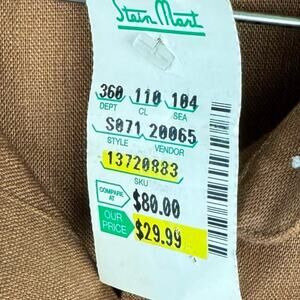 Stein Mart
360 110 104
DEPT CL SEA
S071 20065
STYLE VENDOR
13720883
SKU
COMPARE AT $80.00
OUR PRICE $29.99